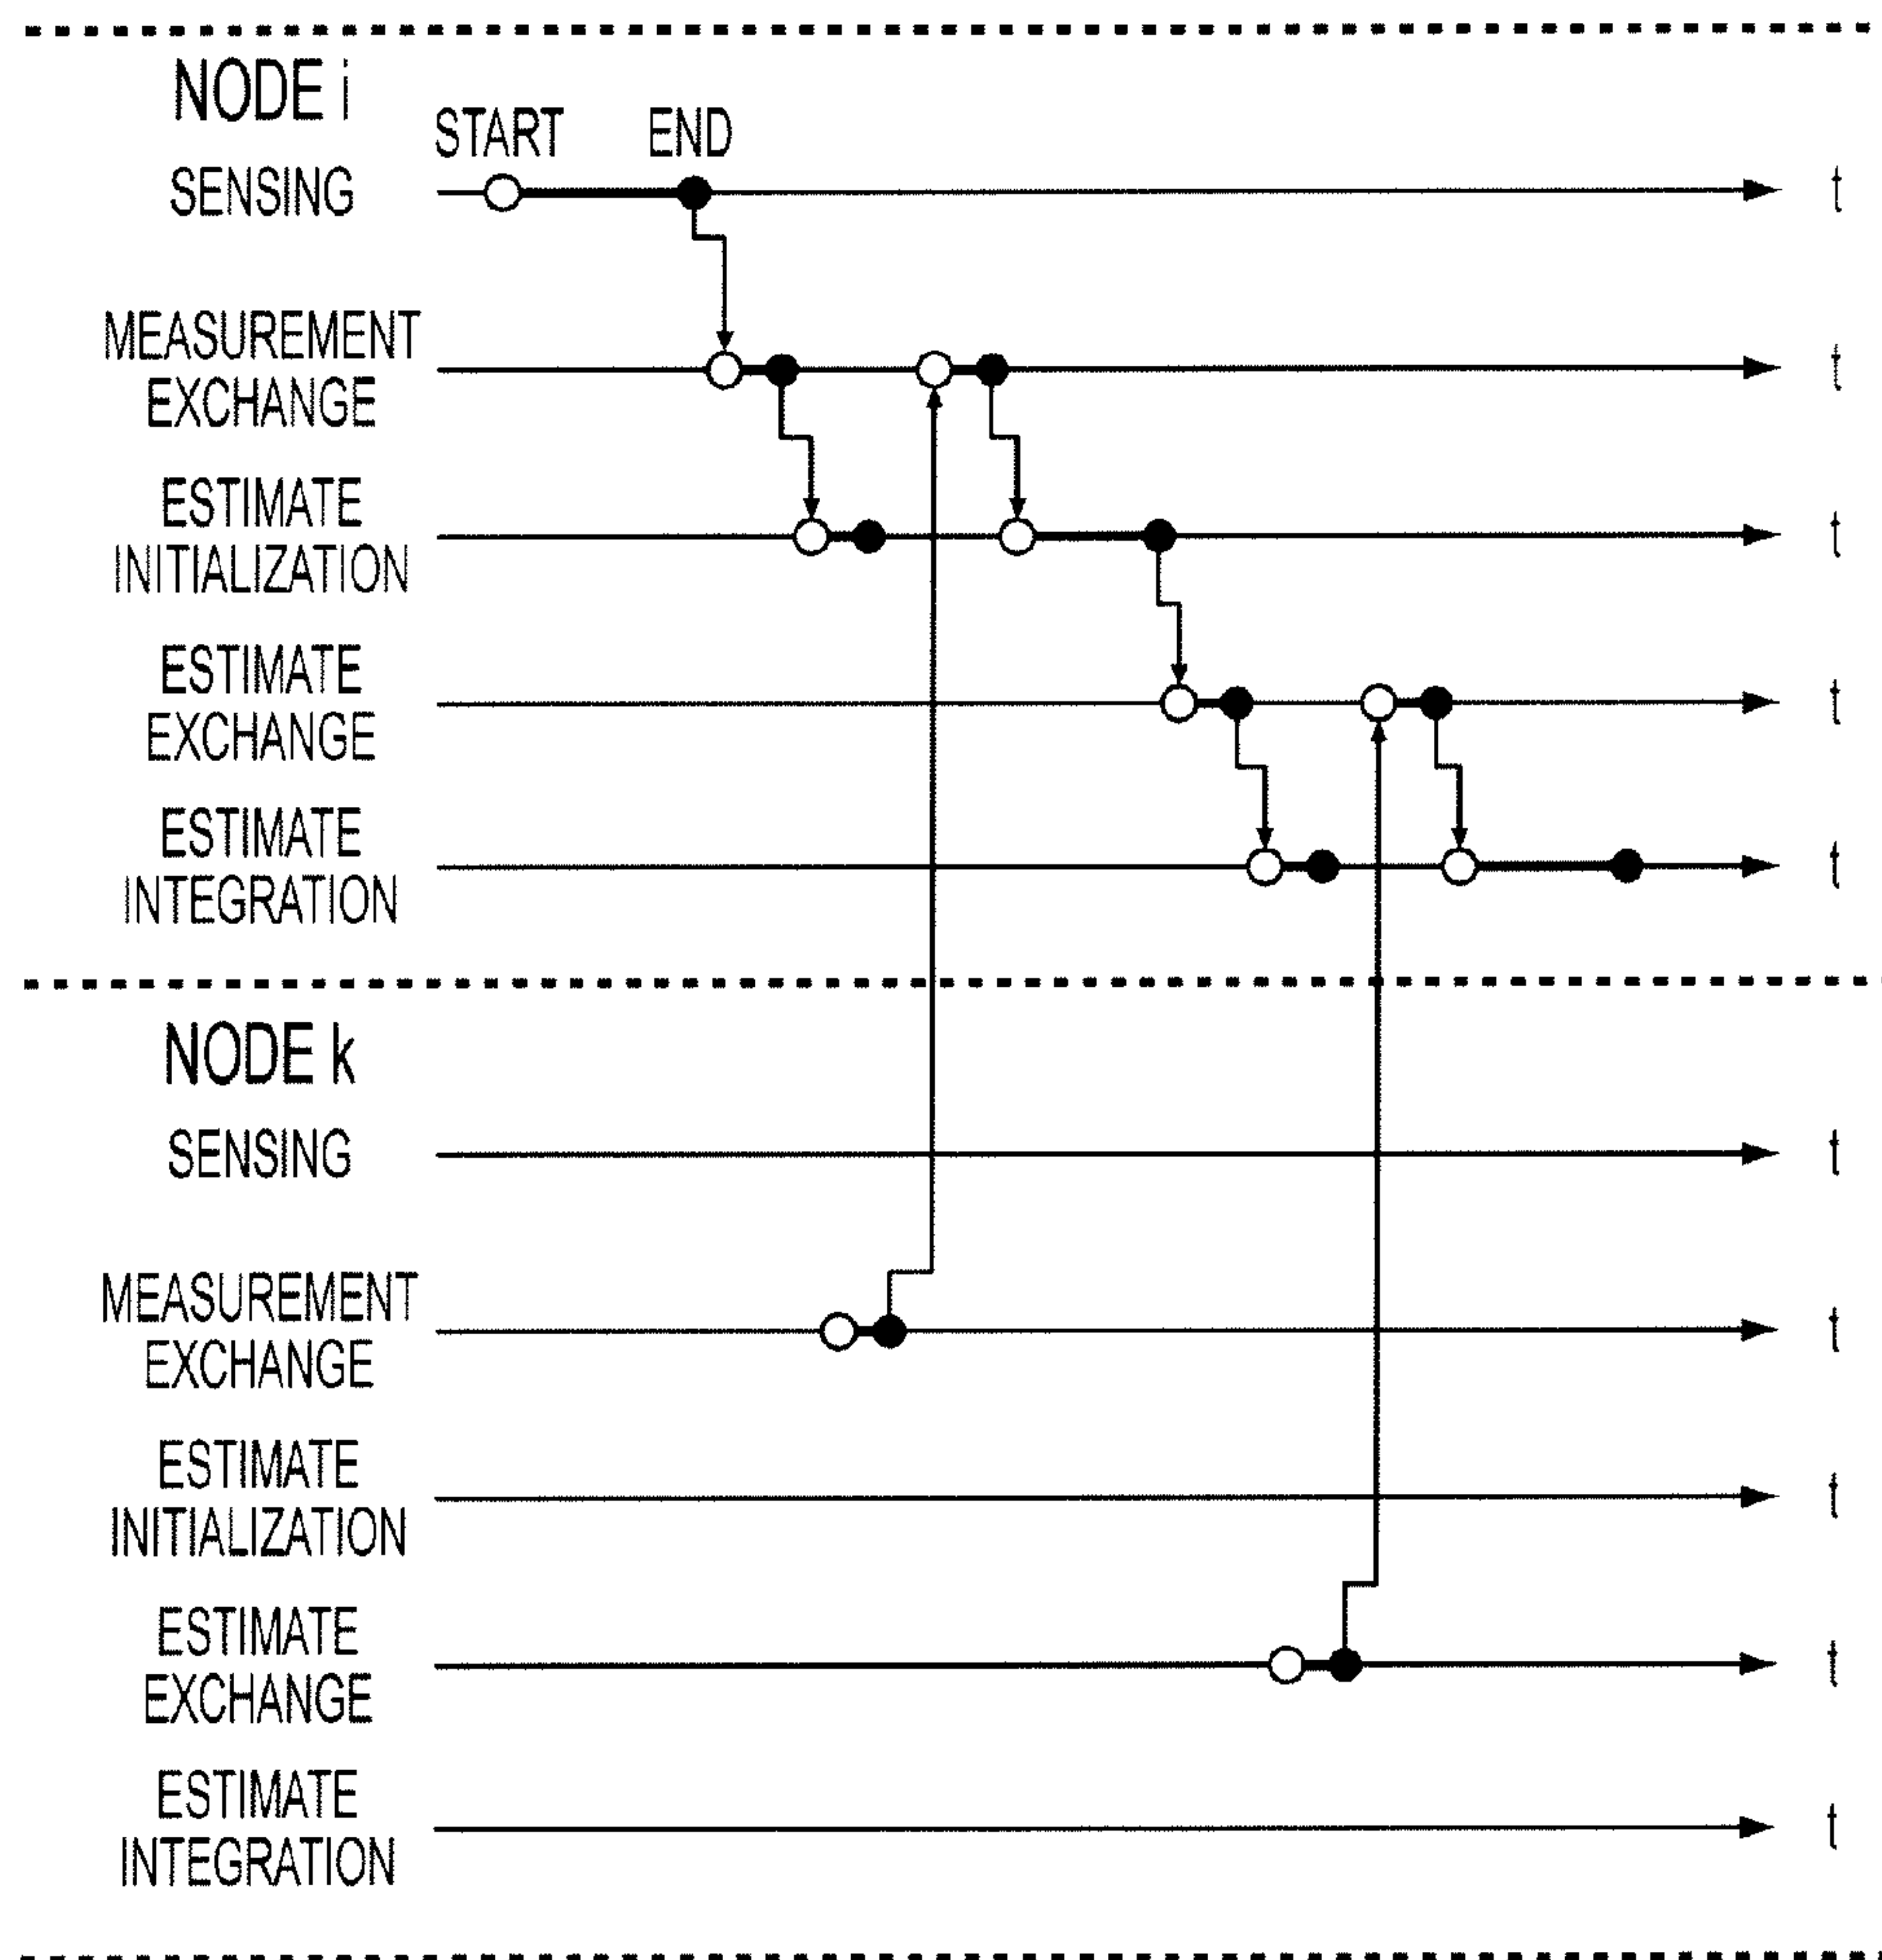 NODE i
START END
SENSING t
MEASUREMENT
EXCHANGE t
ESTIMATE
INITIALIZATION t
ESTIMATE
EXCHANGE t
ESTIMATE
INTEGRATION t
NODE k
SENSING t
MEASUREMENT
EXCHANGE t
ESTIMATE
INITIALIZATION t
ESTIMATE
EXCHANGE t
ESTIMATE
INTEGRATION t